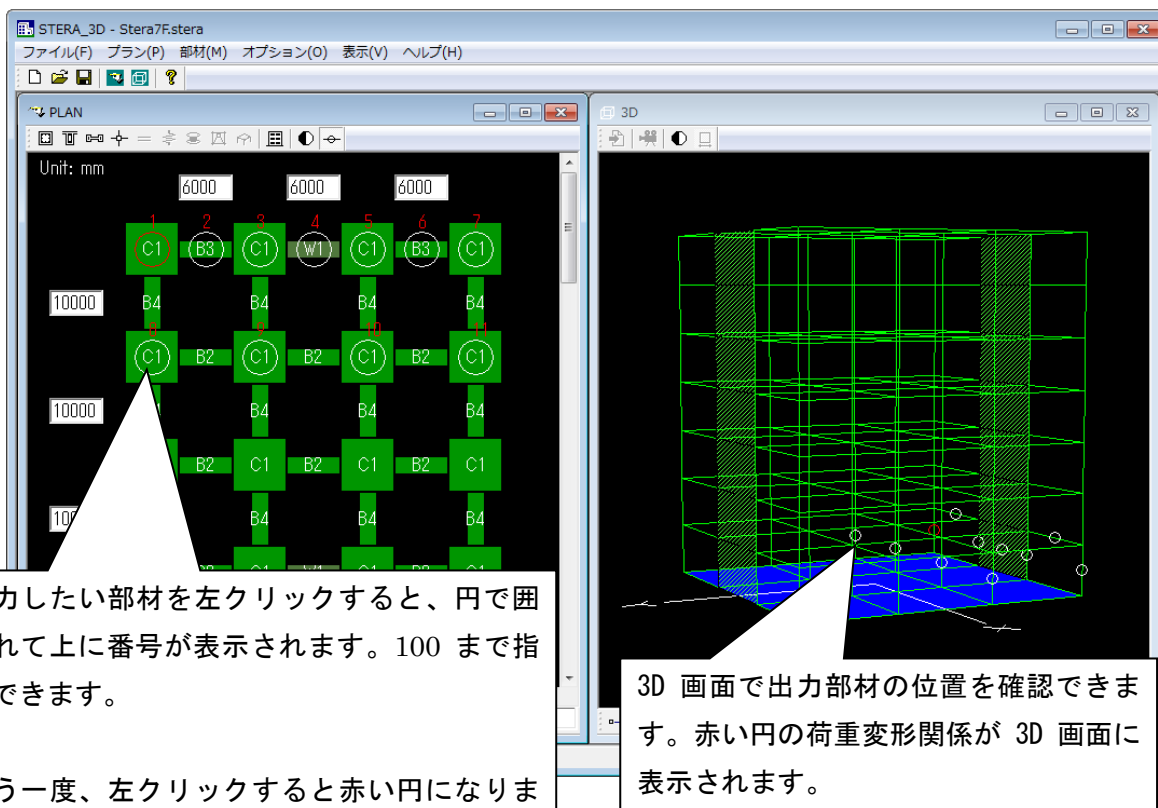 STERA_3D - Stera7F.stera
ファイル(F) プラン(P) 部材(M) オプション(O) 表示(V) ヘルプ(H)
PLAN
Unit: mm
6000 6000 6000
1 2 3 4 5 6 7
C1 B3 C1 W1 C1 B3 C1
10000 B4 B4 B4 B4
9 10 11
C1 B2 C1 B2 C1 B2 C1
10000 B4 B4 B4
B2 C1 B2 C1 B2 C1
B4 B4 B4
3D
力したい部材を左クリックすると、円で囲
れて上に番号が表示されます。100 まで指
できます。
う一度、左クリックすると赤い円になりま
3D 画面で出力部材の位置を確認できま
す。赤い円の荷重変形関係が 3D 画面に
表示されます。